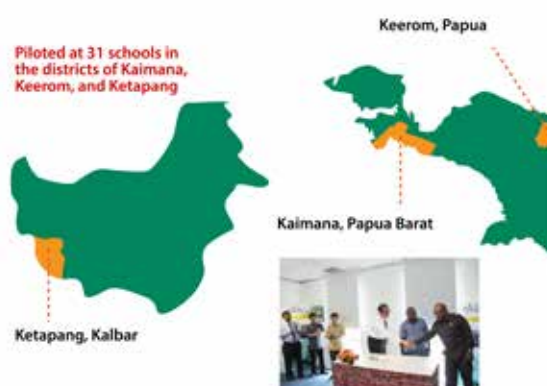 Keerom, Papua
Piloted at 31 schools in
the districts of Kaimana,
Keerom, and Ketapang
Kaimana, Papua Barat
Ketapang, Kalbar